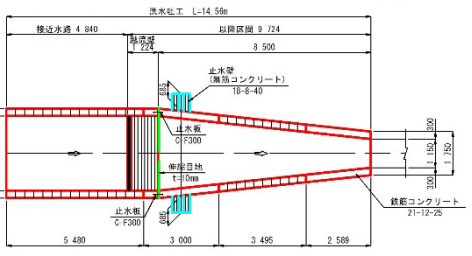 洪水吐工 L=14.56m
接近水路 4 840
以降区間 9 724
越流堰
1 224
8 500
685
止水壁
(無筋コンクリート)
18-8-40
止水板
C-F300
伸縮目地
t=10mm
止水板
C-F300
685
300
1 150
1 750
300
鉄筋コンクリート
21-12-25
5 480
3 000
3 495
2 589